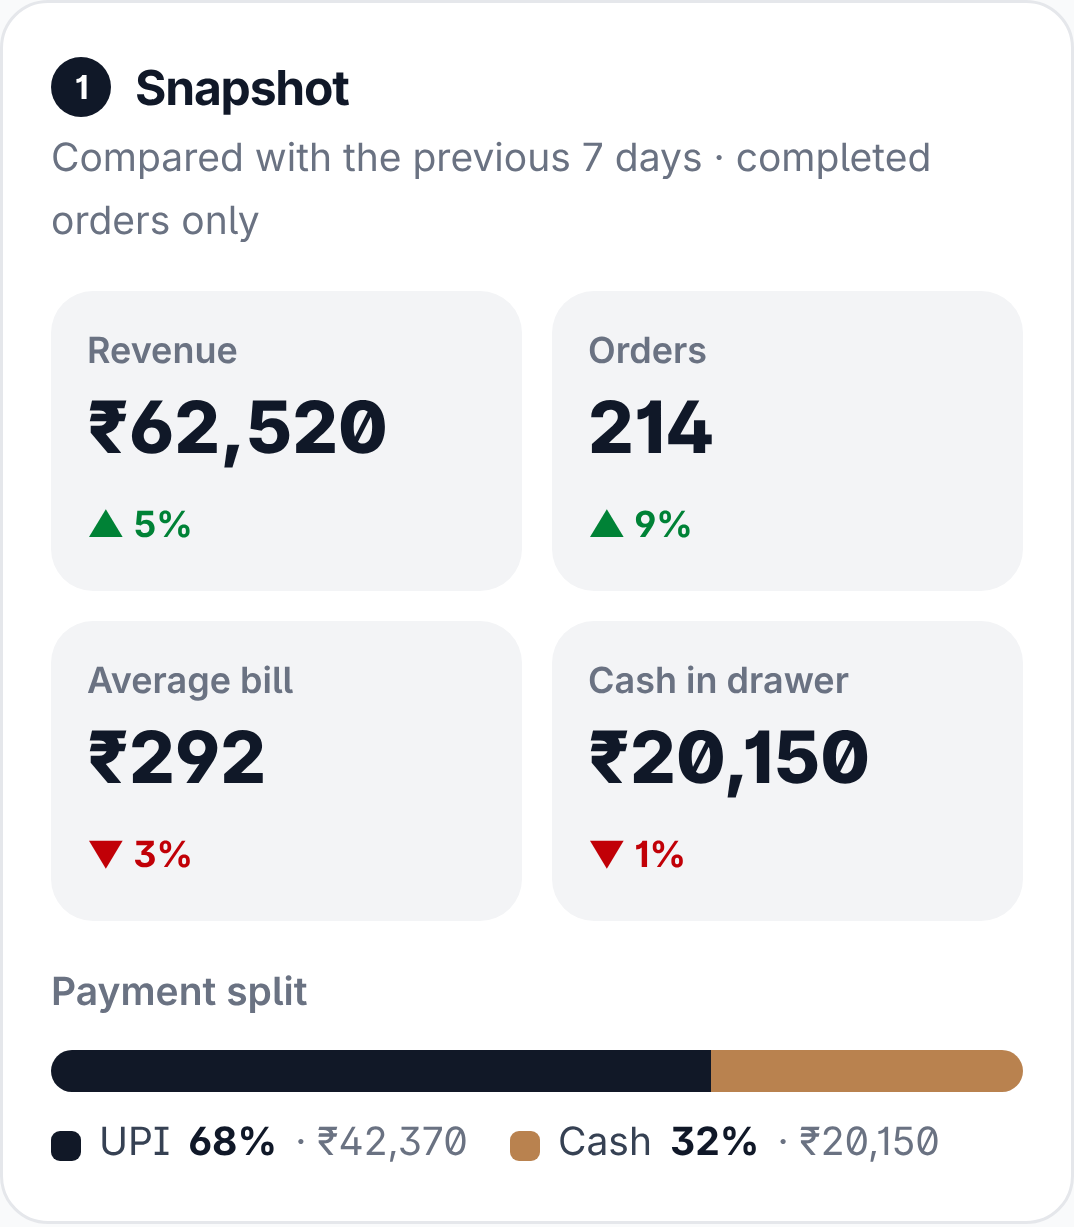 1 Snapshot
Compared with the previous 7 days · completed
orders only
Revenue
₹62,520
▲ 5%
Orders
214
▲ 9%
Average bill
₹292
▼ 3%
Cash in drawer
₹20,150
▼ 1%
Payment split
UPI 68% · ₹42,370 Cash 32% · ₹20,150